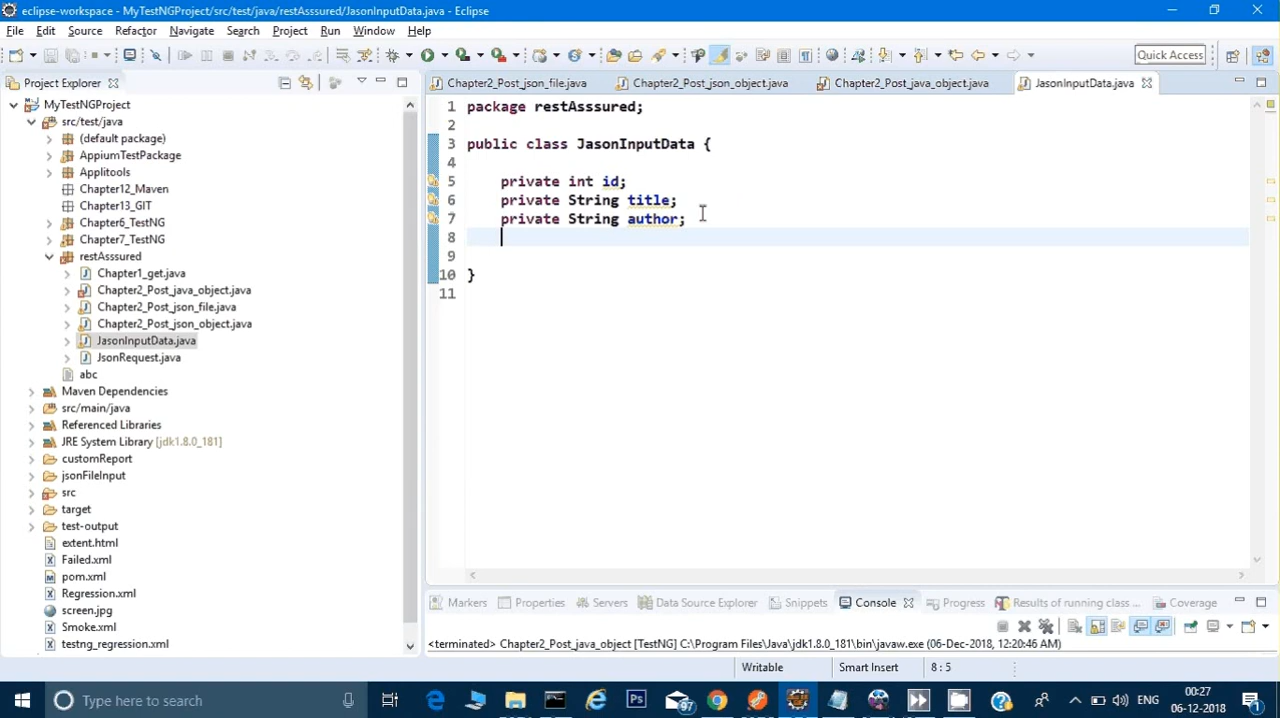 eclipse-workspace - MyTestNGProject/src/test/java/restAsssured/JasonInputData.java - Eclipse
File Edit Source Refactor Navigate Search Project Run Window Help
Quick Access
Project Explorer
Chapter2_Post_json_file.java Chapter2_Post_json_object.java Chapter2_Post_java_object.java JasonInputData.java
MyTestNGProject
src/test/java
(default package)
AppiumTestPackage
Applitools
Chapter12_Maven
Chapter13_GIT
Chapter6_TestNG
Chapter7_TestNG
restAsssured
Chapter1_get.java
Chapter2_Post_java_object.java
Chapter2_Post_json_file.java
Chapter2_Post_json_object.java
JasonInputData.java
JsonRequest.java
abc
Maven Dependencies
src/main/java
Referenced Libraries
JRE System Library [jdk1.8.0_181]
customReport
jsonFileInput
src
target
test-output
extent.html
Failed.xml
pom.xml
Regression.xml
screen.jpg
Smoke.xml
testng_regression.xml
1 package restAsssured;
2
3 public class JasonInputData {
4
5 private int id;
6 private String title;
7 private String author;
8
9
10 }
11
Markers Properties Servers Data Source Explorer Snippets Console Progress Results of running class ... Coverage
<terminated> Chapter2_Post_java_object [TestNG] C:\Program Files\Java\jdk1.8.0_181\bin\javaw.exe (06-Dec-2018, 12:20:46 AM)
Writable Smart Insert 8 : 5
Type here to search
97
ENG
00:27
06-12-2018
1